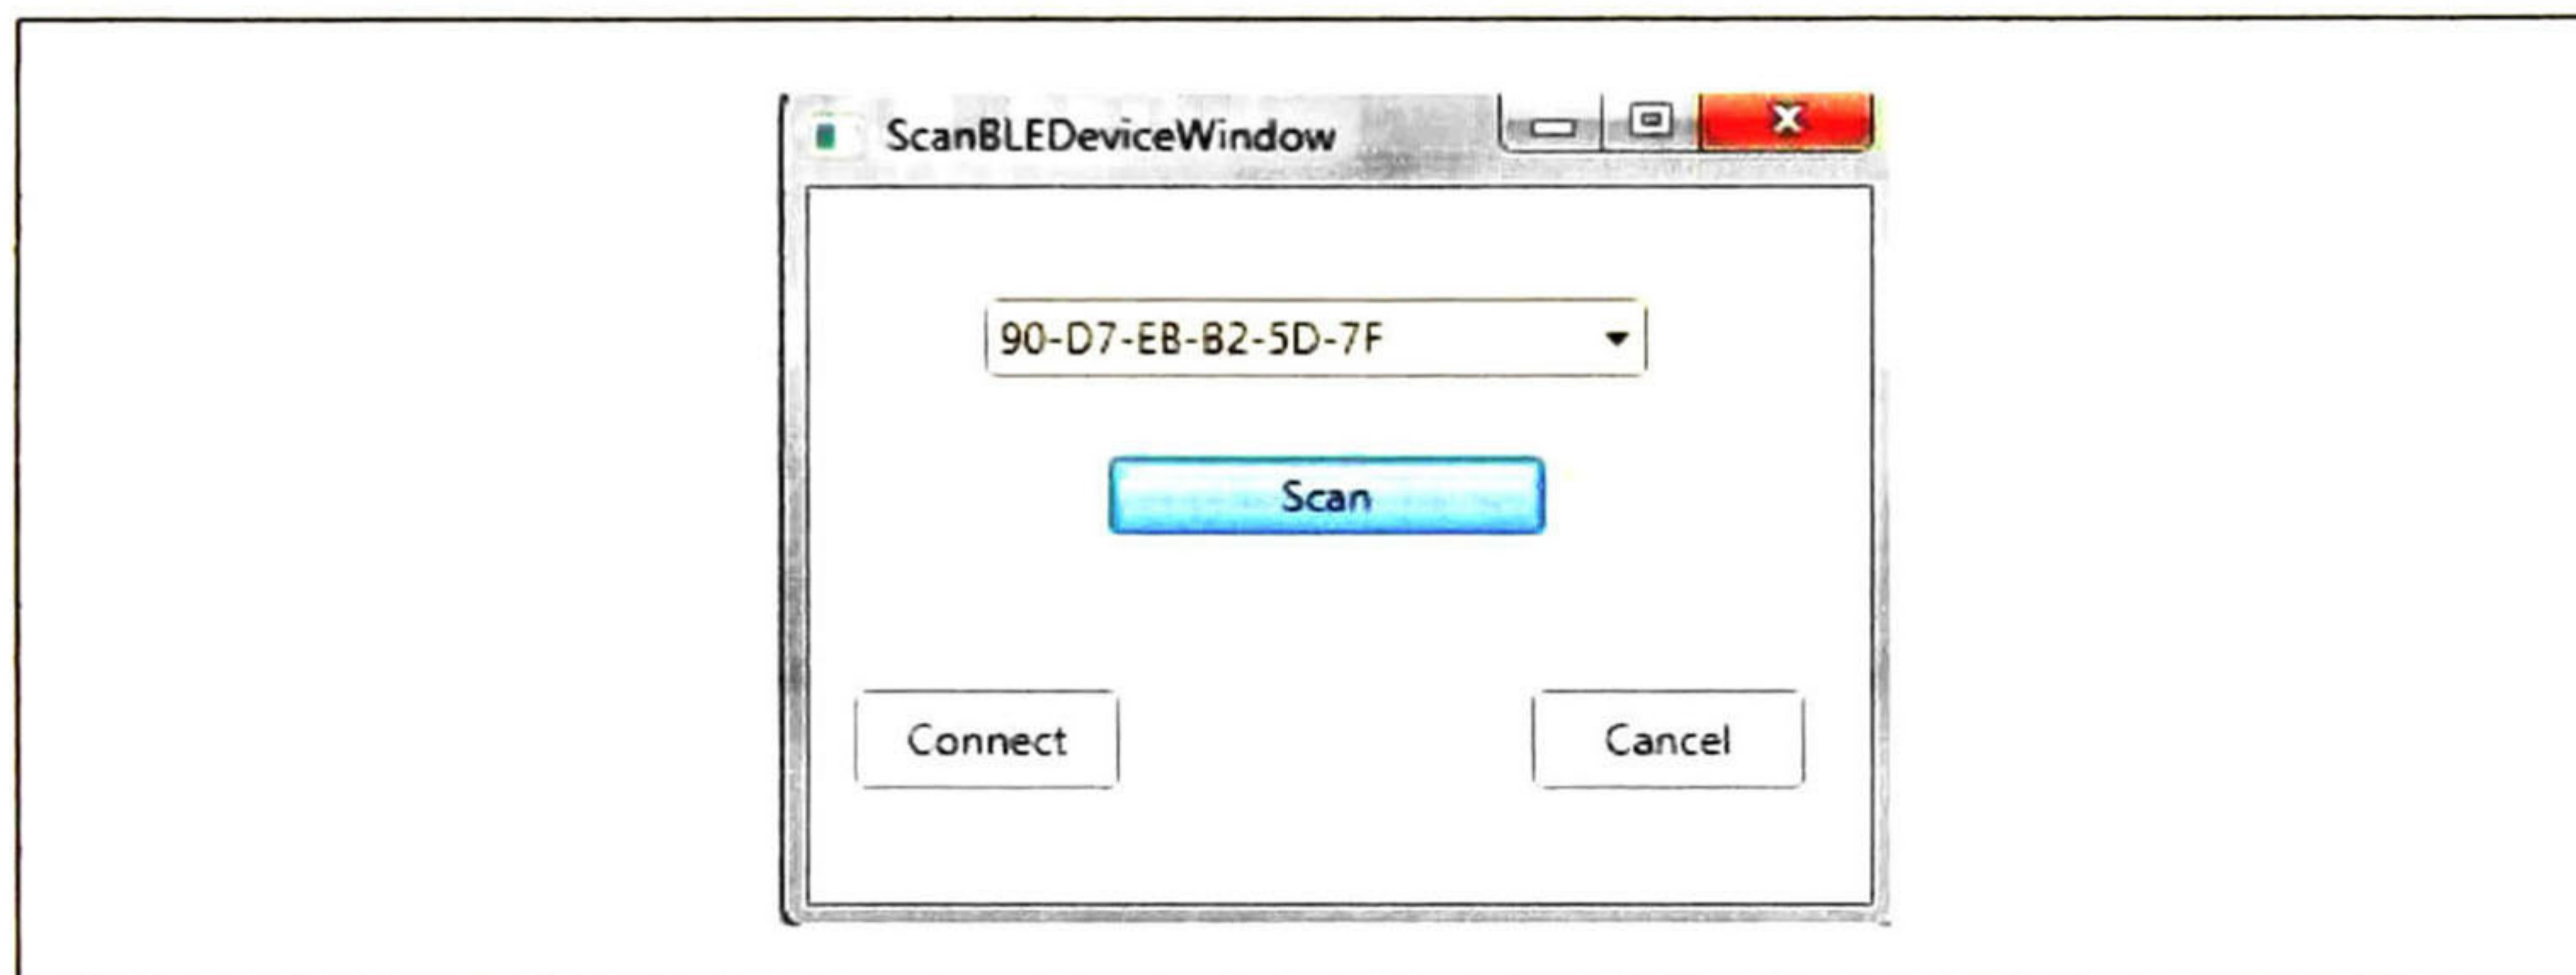 ScanBLEDeviceWindow
90-D7-EB-B2-5D-7F
Scan
Connect
Cancel